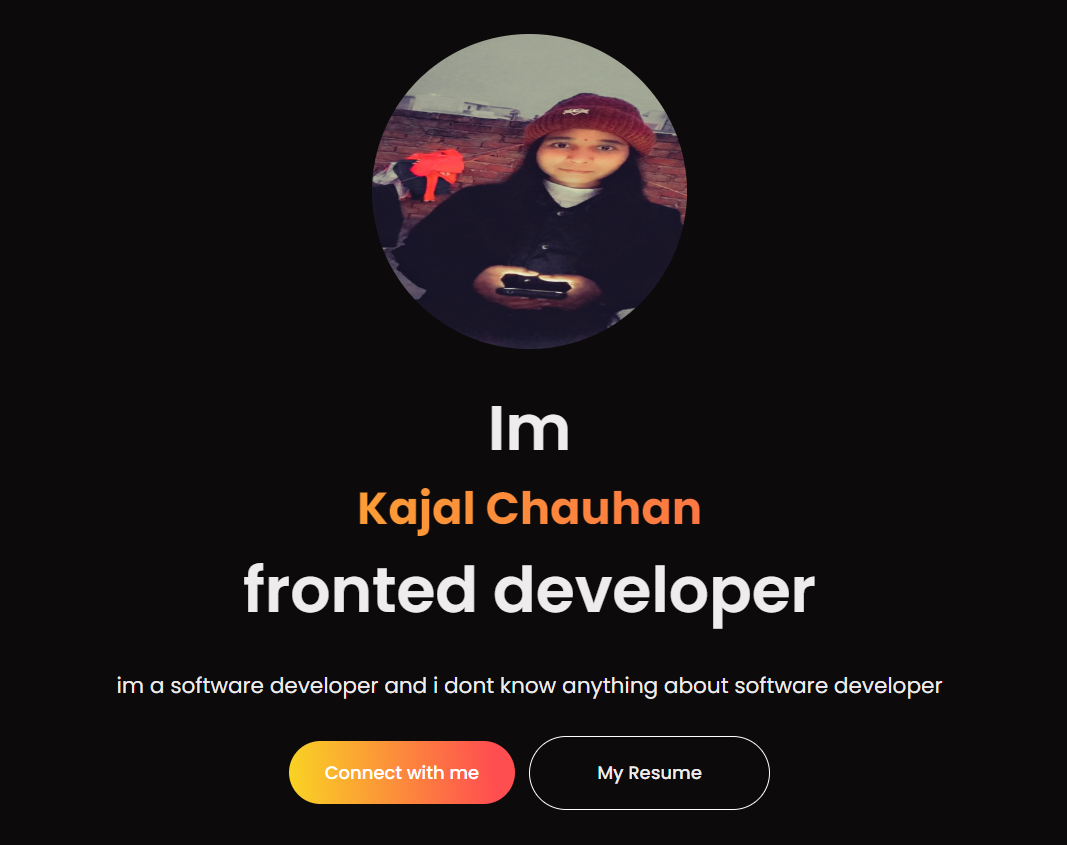 Im
Kajal Chauhan
fronted developer
im a software developer and i dont know anything about software developer
Connect with me
My Resume